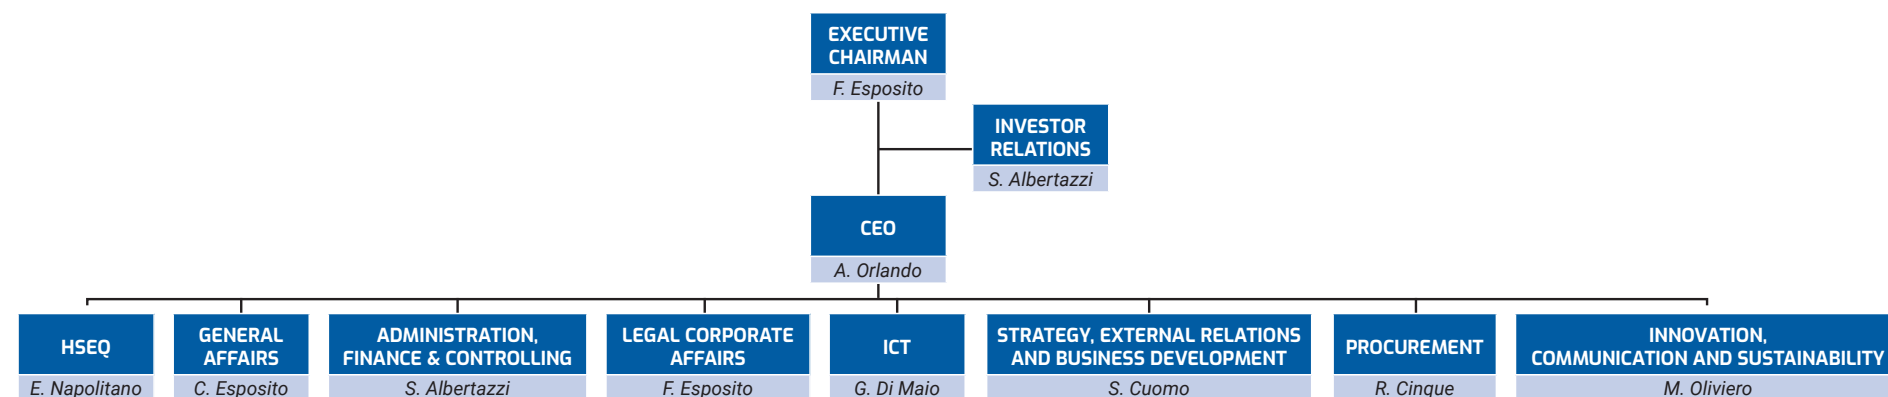 EXECUTIVE
CHAIRMAN
F. Esposito
INVESTOR
RELATIONS
S. Albertazzi
CEO
A. Orlando
HSEQ
E. Napolitano
GENERAL
AFFAIRS
C. Esposito
ADMINISTRATION,
FINANCE & CONTROLLING
S. Albertazzi
LEGAL CORPORATE
AFFAIRS
F. Esposito
ICT
G. Di Maio
STRATEGY, EXTERNAL RELATIONS
AND BUSINESS DEVELOPMENT
S. Cuomo
PROCUREMENT
R. Cinque
INNOVATION,
COMMUNICATION AND SUSTAINABILITY
M. Oliviero